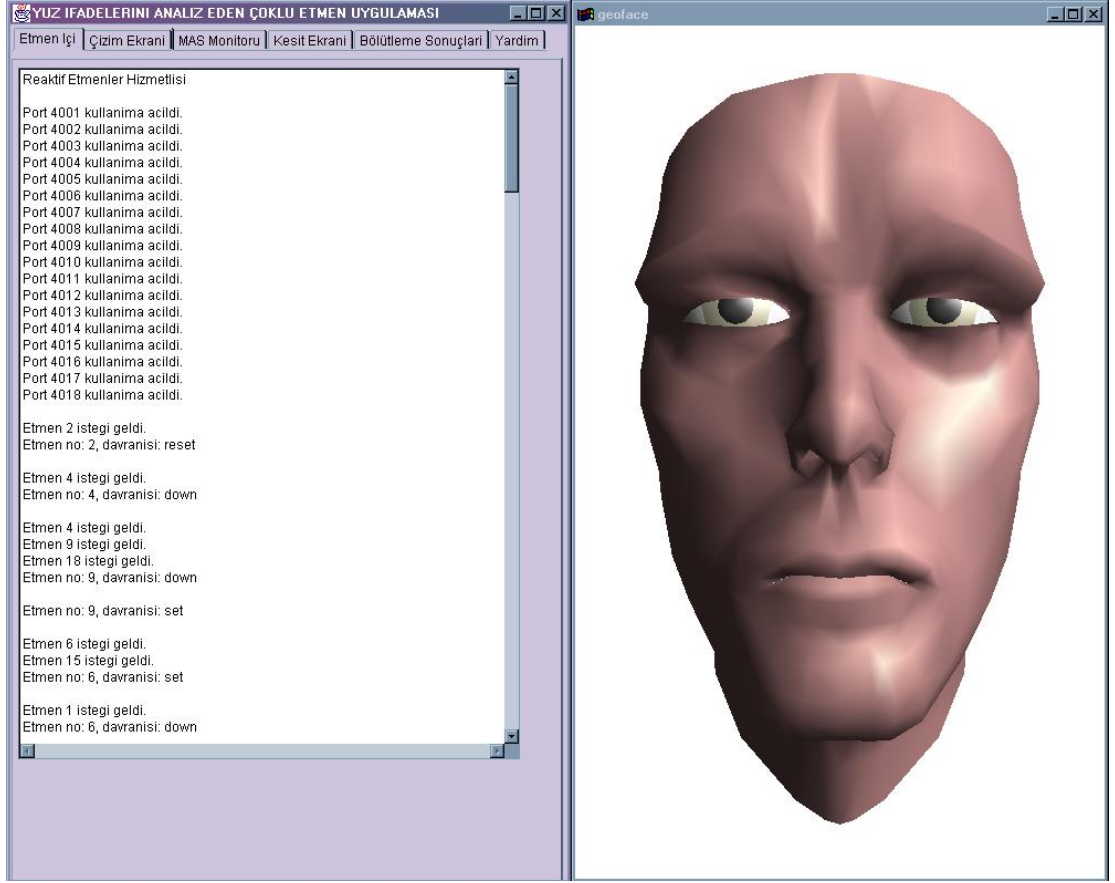 YUZ IFADELERINI ANALIZ EDEN ÇOKLU ETMEN UYGULAMASI
Etmen Içi Çizim Ekrani MAS Monitoru Kesit Ekrani Bölütleme Sonuçlari Yardim
Reaktif Etmenler Hizmetlisi
Port 4001 kullanima acildi.
Port 4002 kullanima acildi.
Port 4003 kullanima acildi.
Port 4004 kullanima acildi.
Port 4005 kullanima acildi.
Port 4006 kullanima acildi.
Port 4007 kullanima acildi.
Port 4008 kullanima acildi.
Port 4009 kullanima acildi.
Port 4010 kullanima acildi.
Port 4011 kullanima acildi.
Port 4012 kullanima acildi.
Port 4013 kullanima acildi.
Port 4014 kullanima acildi.
Port 4015 kullanima acildi.
Port 4016 kullanima acildi.
Port 4017 kullanima acildi.
Port 4018 kullanima acildi.
Etmen 2 istegi geldi.
Etmen no: 2, davranisi: reset
Etmen 4 istegi geldi.
Etmen no: 4, davranisi: down
Etmen 4 istegi geldi.
Etmen 9 istegi geldi.
Etmen 18 istegi geldi.
Etmen no: 9, davranisi: down
Etmen no: 9, davranisi: set
Etmen 6 istegi geldi.
Etmen 15 istegi geldi.
Etmen no: 6, davranisi: set
Etmen 1 istegi geldi.
Etmen no: 6, davranisi: down
geoface